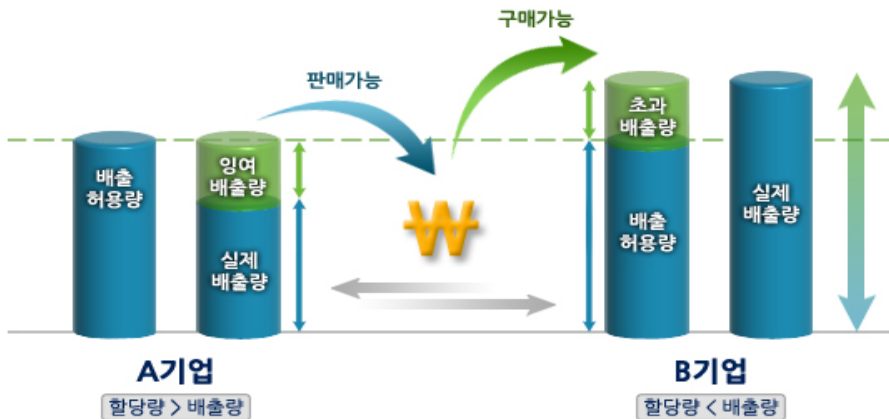 구매가능
판매가능
배출
허용량
잉여
배출량
실제
배출량
₩
초과
배출량
배출
허용량
실제
배출량
A기업
할당량 > 배출량
B기업
할당량 < 배출량